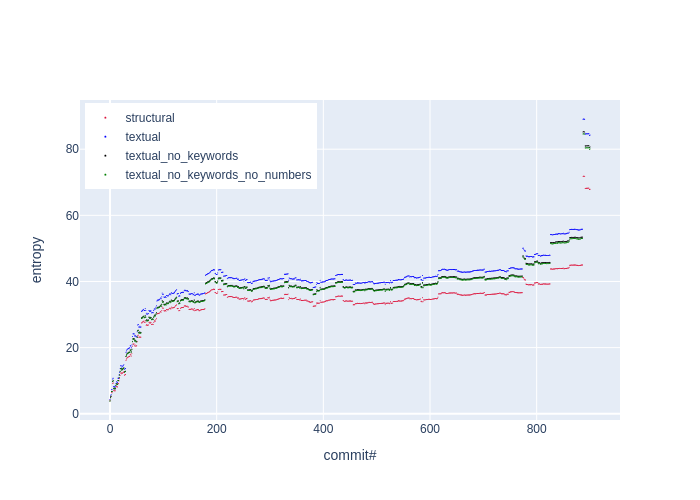 structural
textual
textual_no_keywords
textual_no_keywords_no_numbers
80
60
40
20
0
entropy
0 200 400 600 800
commit#